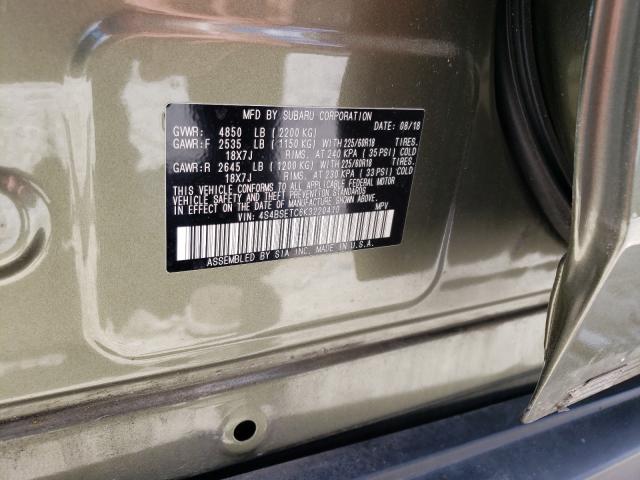 MFD BY SUBARU CORPORATION
GVWR: 4850 LB (2200 KG) DATE: 08/18
GAWR:F 2535 LB (1150 KG) WITH 225/60R18 TIRES.
18X7J RIMS. AT 240 KPA (35 PSI) COLD
GAWR:R 2645 LB (1200 KG) WITH 225/60R18 TIRES.
18X7J RIMS. AT 230 KPA (33 PSI) COLD
THIS VEHICLE CONFORMS TO ALL APPLICABLE FEDERAL MOTOR
VEHICLE SAFETY AND THEFT PREVENTION STANDARDS
IN EFFECT ON THE DATE OF MANUFACTURE SHOWN ABOVE.
VIN: MPV
ASSEMBLED BY SIA INC. MADE IN U.S.A.